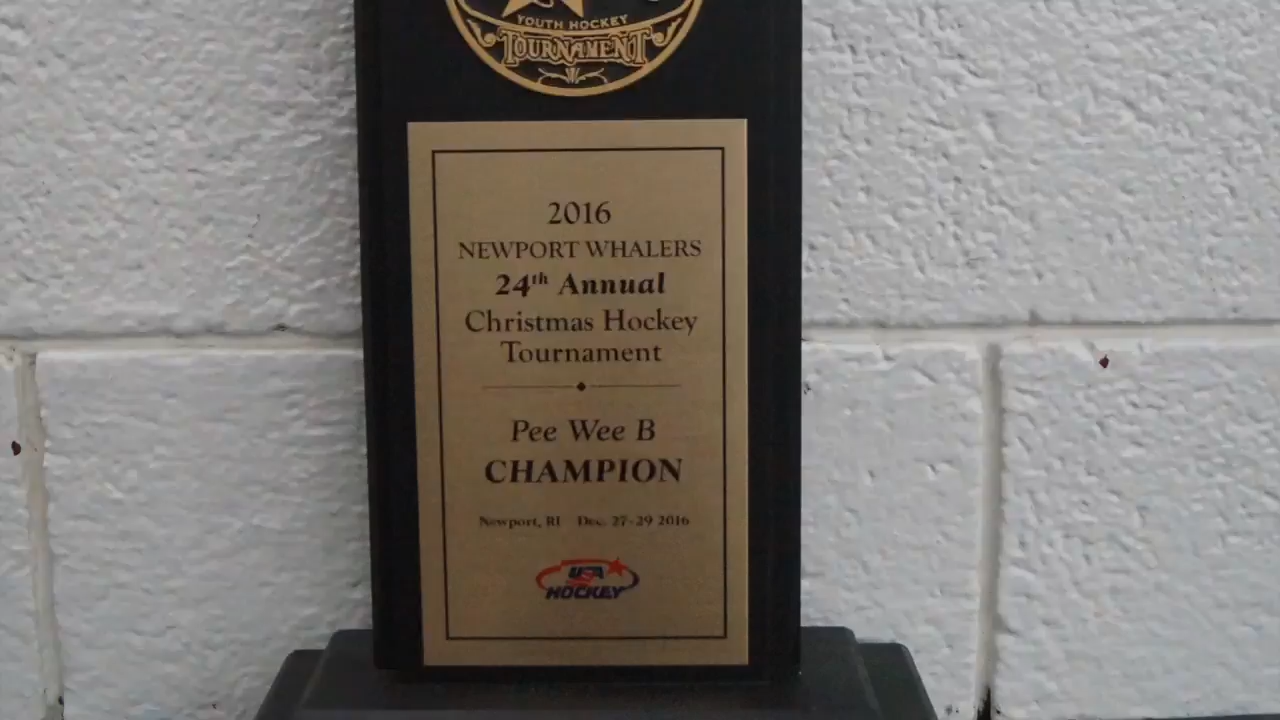 YOUTH HOCKEY
TOURNAMENT
2016
NEWPORT WHALERS
24th Annual
Christmas Hockey
Tournament
Pee Wee B
CHAMPION
Newport, RI Dec. 27-29 2016
USA
HOCKEY